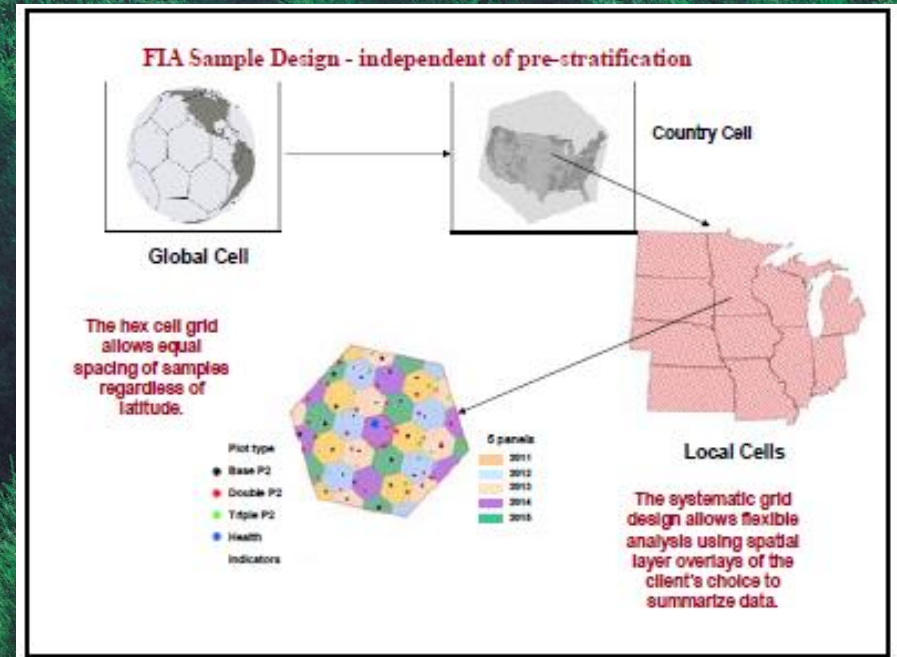 FIA Sample Design - independent of pre-stratification
Country Cell
Global Cell
The hex cell grid
allows equal
spacing of samples
regardless of
latitude.
Plot type
Base P2
Double P2
Triple P2
Health
Indicators
5 panels
2011
2012
2013
2014
2015
Local Cells
The systematic grid
design allows flexible
analysis using spatial
layer overlays of the
client's choice to
summarize data.